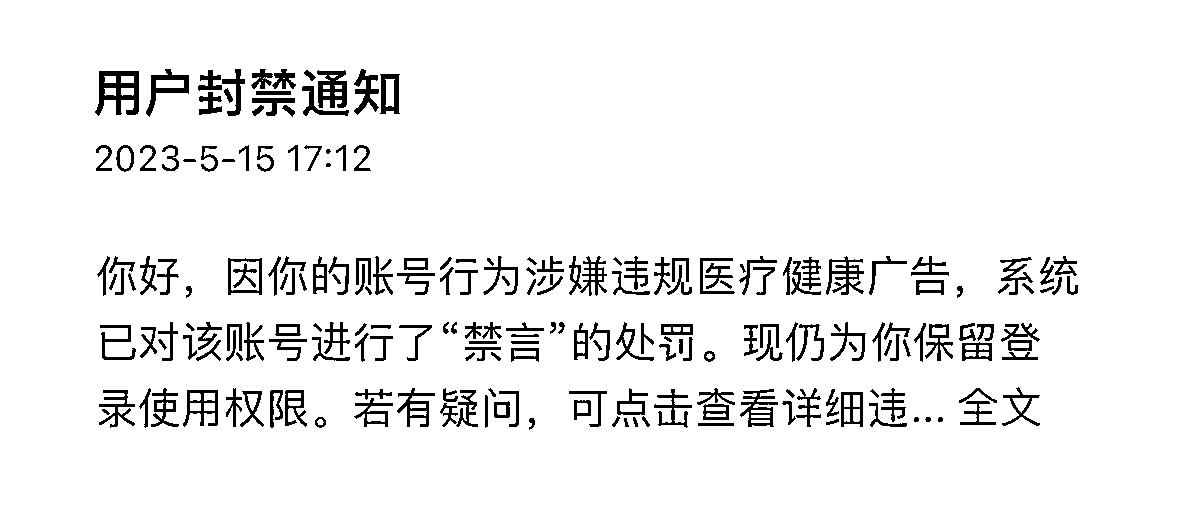 用户封禁通知
2023-5-15 17:12
你好，因你的账号行为涉嫌违规医疗健康广告，系统
已对该账号进行了“禁言”的处罚。现仍为你保留登
录使用权限。若有疑问，可点击查看详细违... 全文